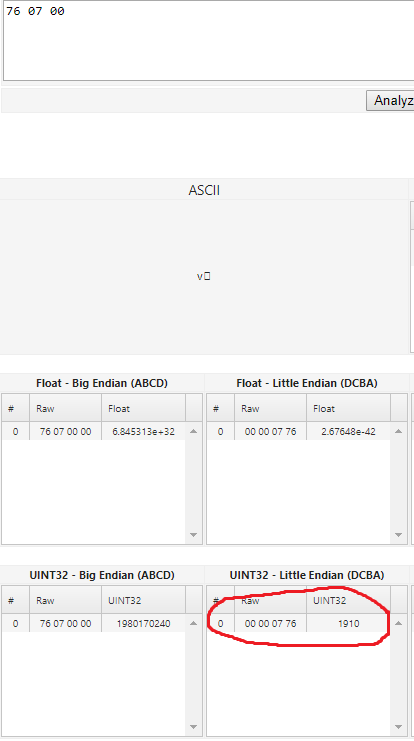 76 07 00
Analyz
ASCII
v▯
Float - Big Endian (ABCD) Float - Little Endian (DCBA)
# Raw Float # Raw Float
0 76 07 00 00 6.845313e+32 0 00 00 07 76 2.67648e-42
UINT32 - Big Endian (ABCD) UINT32 - Little Endian (DCBA)
# Raw UINT32 # Raw UINT32
0 76 07 00 00 1980170240 0 00 00 07 76 1910